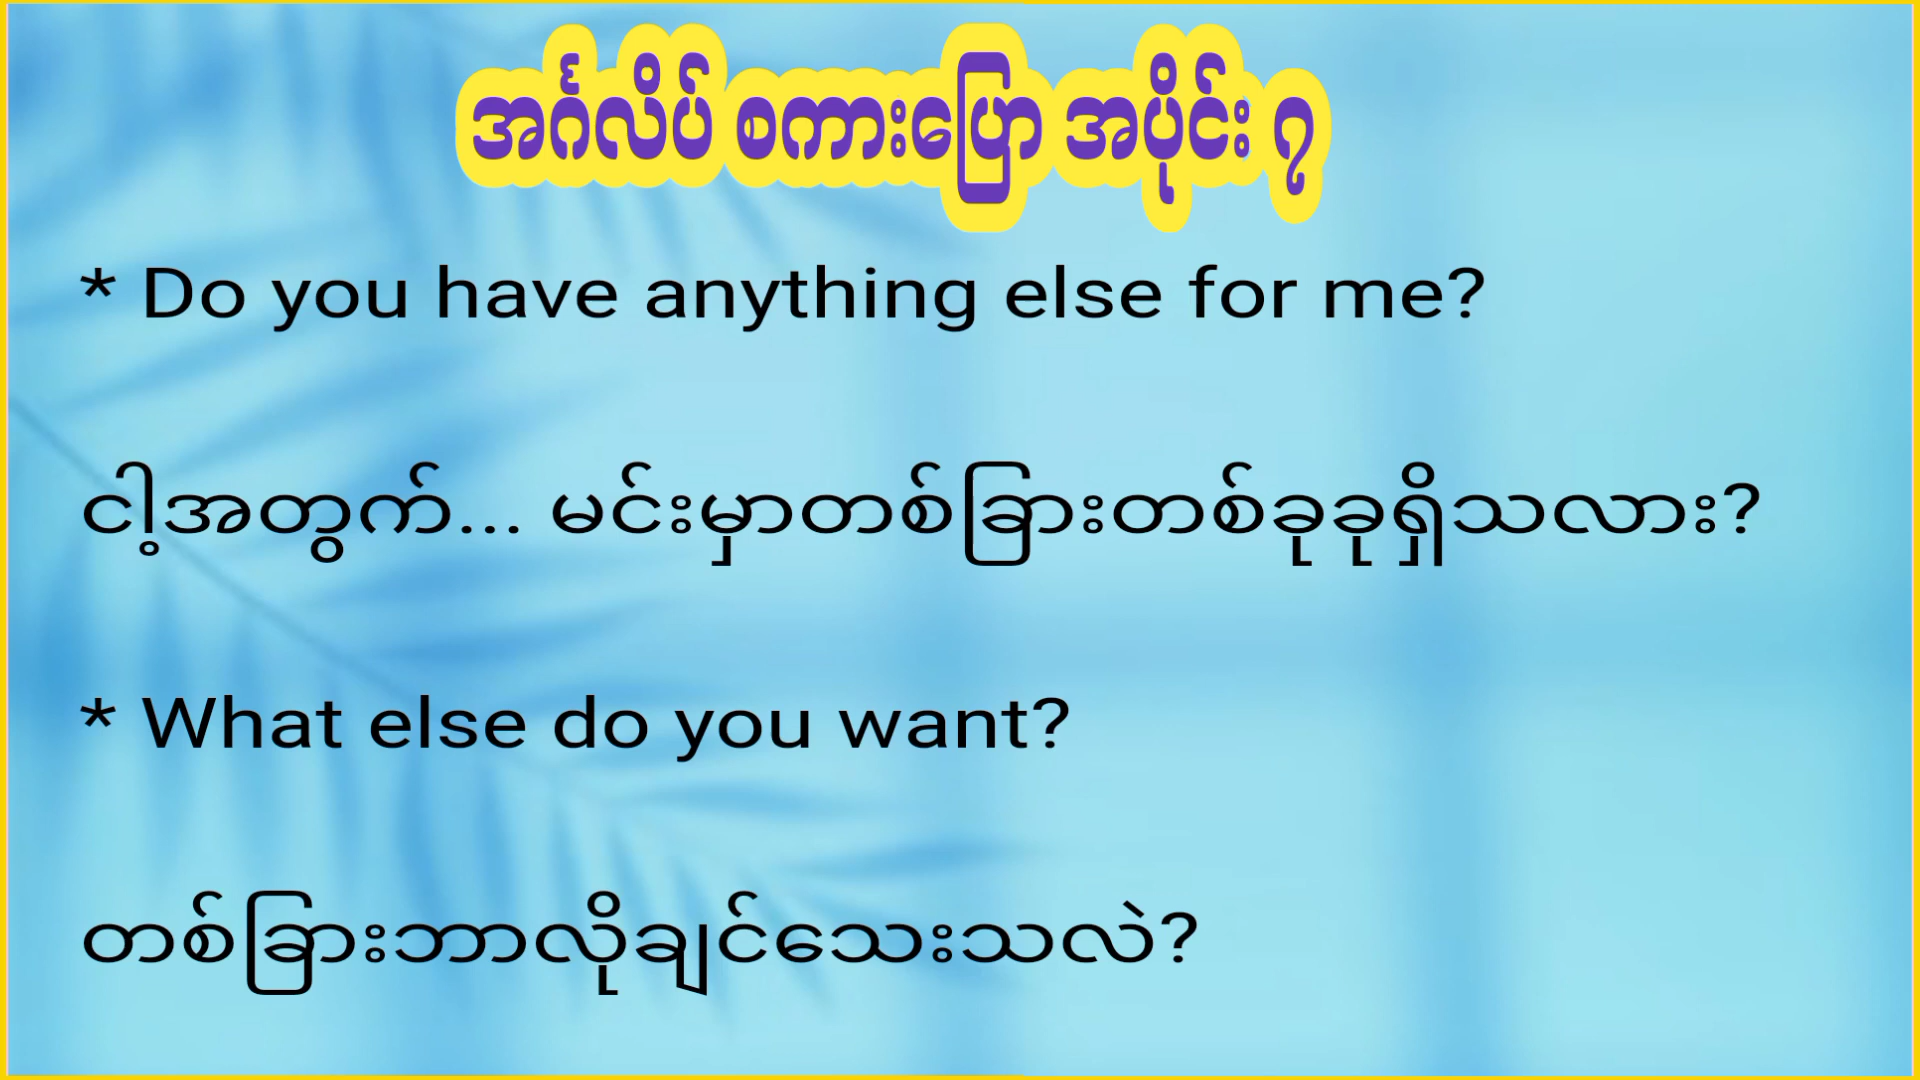 အင်္ဂလိပ် စကားပြော အပိုင်း ၇
* Do you have anything else for me?
ငါ့အတွက်... မင်းမှာတစ်ခြားတစ်ခုခုရှိသလား?
* What else do you want?
တစ်ခြားဘာလိုချင်သေးသလဲ?